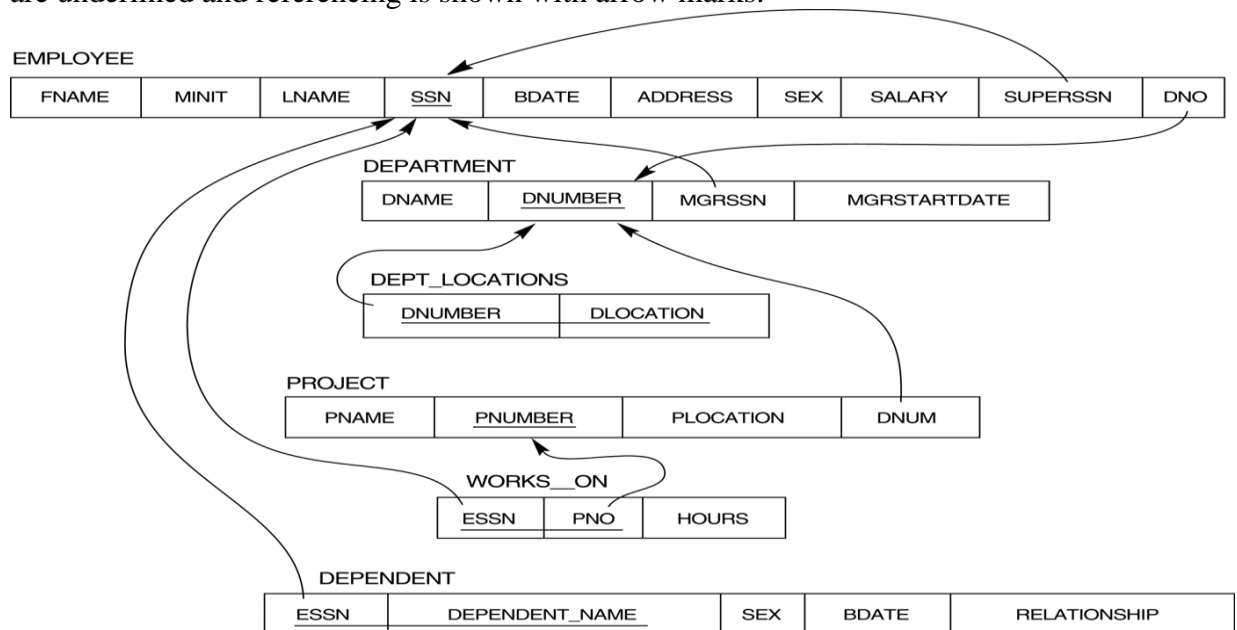 are underlined and referencing is shown with arrow marks.
EMPLOYEE
FNAME MINIT LNAME SSN BDATE ADDRESS SEX SALARY SUPERSSN DNO
DEPARTMENT
DNAME DNUMBER MGRSSN MGRSTARTDATE
DEPT_LOCATIONS
DNUMBER DLOCATION
PROJECT
PNAME PNUMBER PLOCATION DNUM
WORKS__ON
ESSN PNO HOURS
DEPENDENT
ESSN DEPENDENT_NAME SEX BDATE RELATIONSHIP